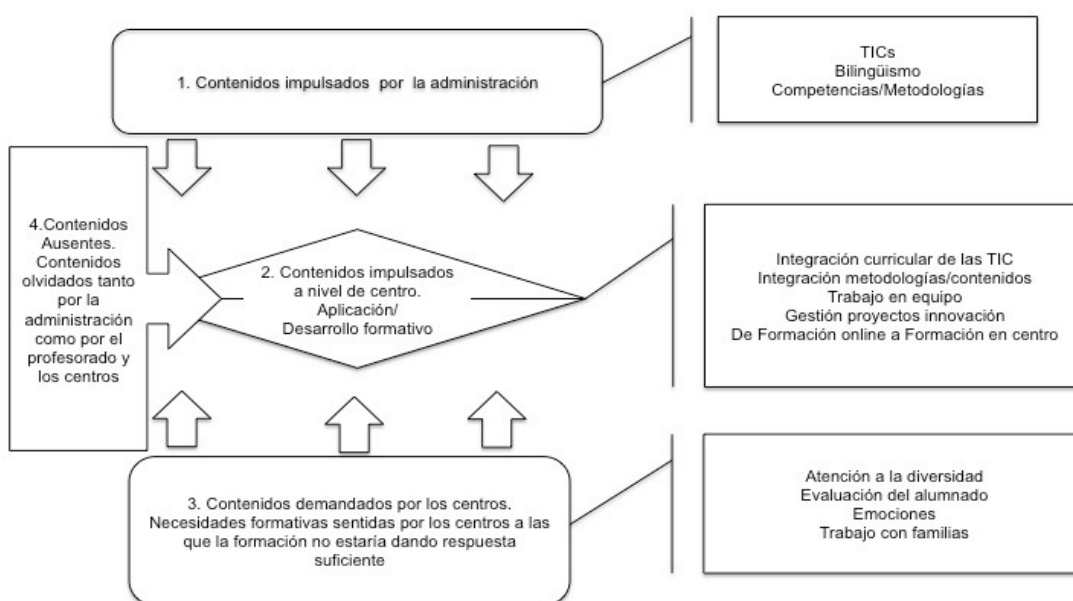 1. Contenidos impulsados por la administración
TICs
Bilingüismo
Competencias/Metodologías
4.Contenidos
Ausentes.
Contenidos
olvidados tanto
por la
administración
como por el
profesorado y
los centros
2. Contenidos impulsados
a nivel de centro.
Aplicación/
Desarrollo formativo
Integración curricular de las TIC
Integración metodologías/contenidos
Trabajo en equipo
Gestión proyectos innovación
De Formación online a Formación en centro
3. Contenidos demandados por los centros.
Necesidades formativas sentidas por los centros a las
que la formación no estaría dando respuesta
suficiente
Atención a la diversidad
Evaluación del alumnado
Emociones
Trabajo con familias